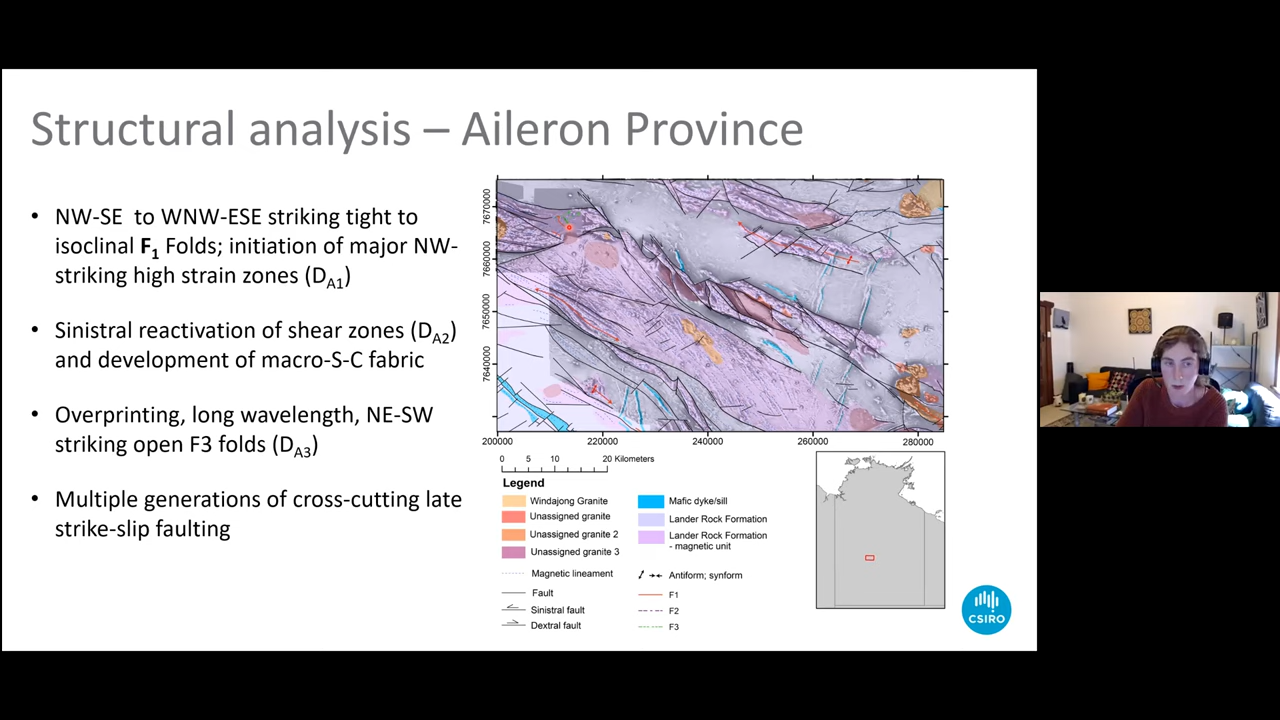 Structural analysis – Aileron Province
• NW-SE to WNW-ESE striking tight to
isoclinal F1 Folds; initiation of major NW-
striking high strain zones (DA1)
• Sinistral reactivation of shear zones (DA2)
and development of macro-S-C fabric
• Overprinting, long wavelength, NE-SW
striking open F3 folds (DA3)
• Multiple generations of cross-cutting late
strike-slip faulting
7670000
7660000
7650000
7640000
200000 220000 240000 260000 280000
0 5 10 20 Kilometers
Legend
Windajong Granite
Unassigned granite
Unassigned granite 2
Unassigned granite 3
Magnetic lineament
Fault
Sinistral fault
Dextral fault
Mafic dyke/sill
Lander Rock Formation
Lander Rock Formation
- magnetic unit
Antiform; synform
F1
F2
F3
CSIRO